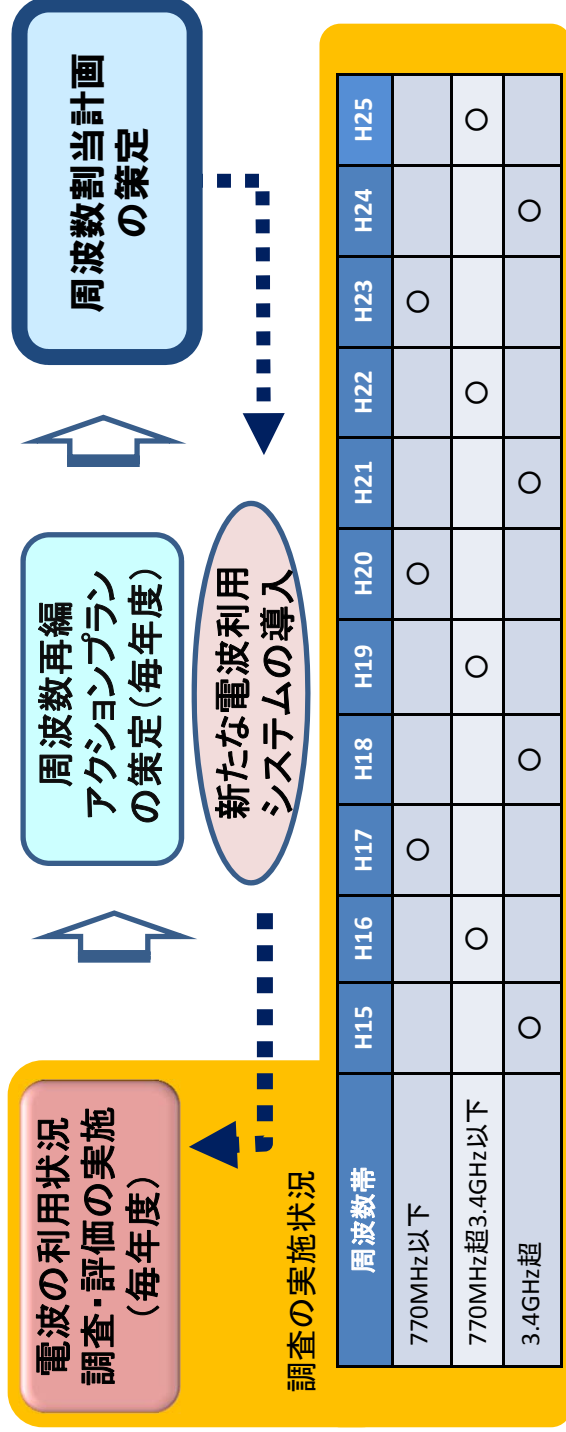 電波の利用状況
調査・評価の実施
(毎年度)
周波数再編
アクションプラン
の策定(毎年度)
周波数割当計画
の策定
新たな電波利用
システムの導入
調査の実施状況
周波数帯 H15 H16 H17 H18 H19 H20 H21 H22 H23 H24 H25
770MHz以下 ○ ○ ○
770MHz超3.4GHz以下 ○ ○ ○ ○
3.4GHz超 ○ ○ ○ ○